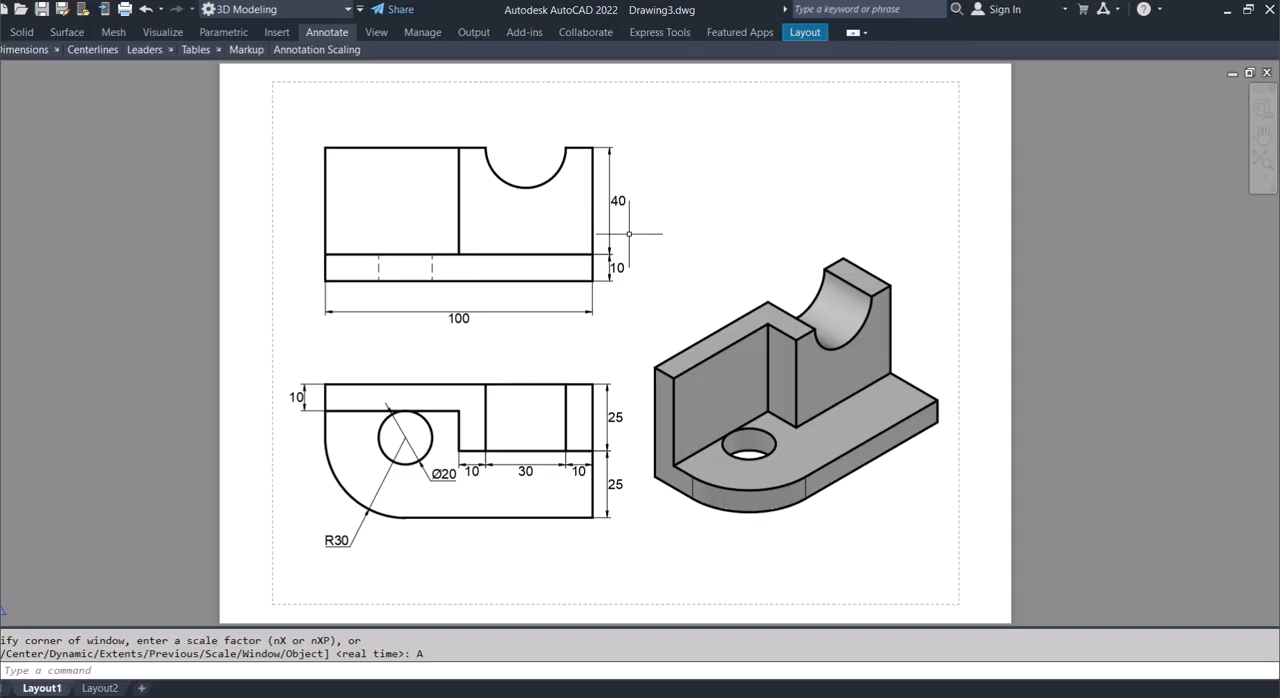 3D Modeling Share Autodesk AutoCAD 2022 Drawing3.dwg Type a keyword or phrase Sign In
Solid Surface Mesh Visualize Parametric Insert Annotate View Manage Output Add-ins Collaborate Express Tools Featured Apps Layout
imensions Centerlines Leaders Tables Markup Annotation Scaling
40
10
100
10
25
Ø20 10 30 10
25
R30
ify corner of window, enter a scale factor (nX or nXP), or
/Center/Dynamic/Extents/Previous/Scale/Window/Object] <real time>: A
Type a command
Layout1 Layout2 +